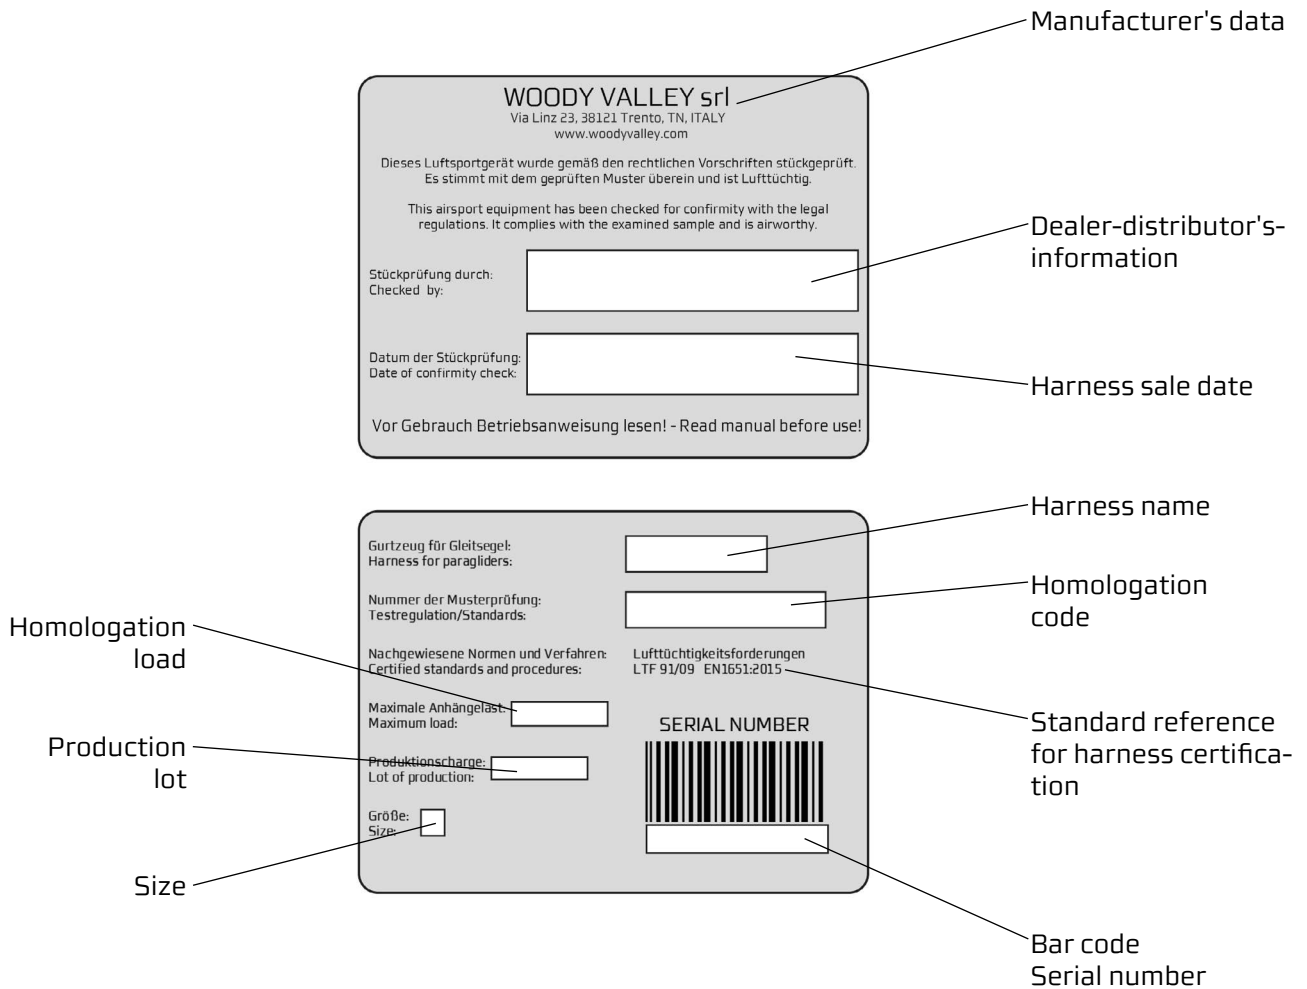 Manufacturer's data
WOODY VALLEY srl
Via Linz 23, 38121 Trento, TN, ITALY
www.woodyvalley.com
Dieses Luftsportgerät wurde gemäß den rechtlichen Vorschriften stückgeprüft.
Es stimmt mit dem geprüften Muster überein und ist Lufttüchtig.
This airsport equipment has been checked for confirmity with the legal
regulations. It complies with the examined sample and is airworthy.
Dealer-distributor's-
information
Stückprüfung durch:
Checked by:
Datum der Stückprüfung:
Date of confirmity check:
Harness sale date
Vor Gebrauch Betriebsanweisung lesen! - Read manual before use!
Harness name
Gurtzeug für Gleitsegel:
Harness for paragliders:
Homologation
code
Nummer der Musterprüfung:
Testregulation/Standards:
Homologation
load
Nachgewiesene Normen und Verfahren:
Certified standards and procedures:
Lufttüchtigkeitsforderungen
LTF 91/09 EN1651:2015
Maximale Anhängelast:
Maximum load:
SERIAL NUMBER
Standard reference
for harness certifica-
tion
Production
lot
Produktionscharge:
Lot of production:
Größe:
Size:
Size
Bar code
Serial number